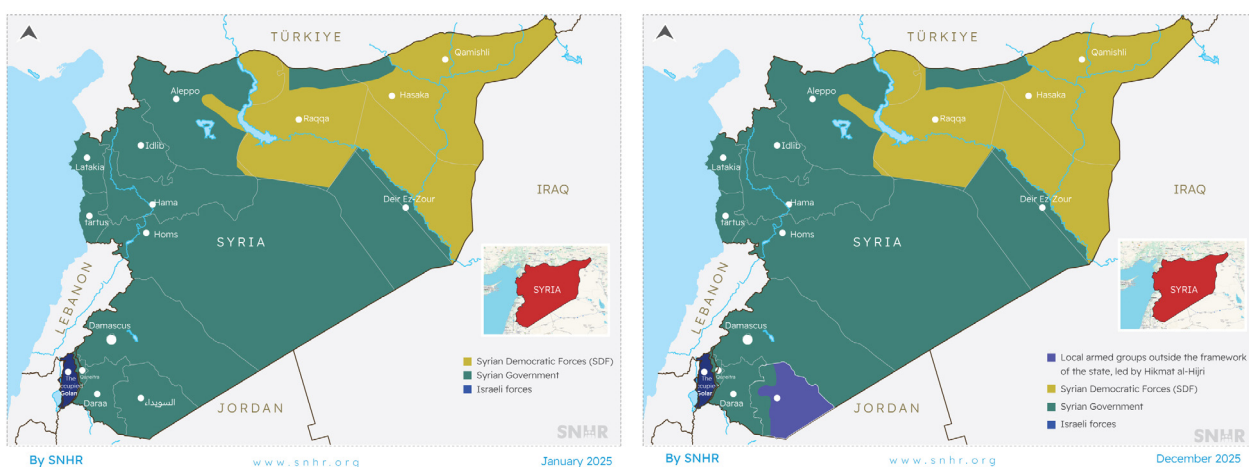 TÜRKİYE
Qamishli
Aleppo
Hasaka
Raqqa
Idlib
Latakia
IRAQ
Hama
Deir Ez-Zour
tartus
Homs
SYRIA
LEBANON
SYRIA
Damascus
Syrian Democratic Forces (SDF)
Syrian Government
Israeli forces
The
occupied
Golan
Daraa
السويداء
JORDAN
SNHR
By SNHR
www.snhr.org
January 2025
TÜRKİYE
Qamishli
Aleppo
Hasaka
Raqqa
Idlib
Latakia
IRAQ
Hama
Deir Ez-Zour
tartus
Homs
SYRIA
LEBANON
SYRIA
Damascus
Local armed groups outside the framework
of the state, led by Hikmat al-Hijri
Syrian Democratic Forces (SDF)
Syrian Government
Israeli forces
The
occupied
Golan
Daraa
JORDAN
SNHR
By SNHR
www.snhr.org
December 2025